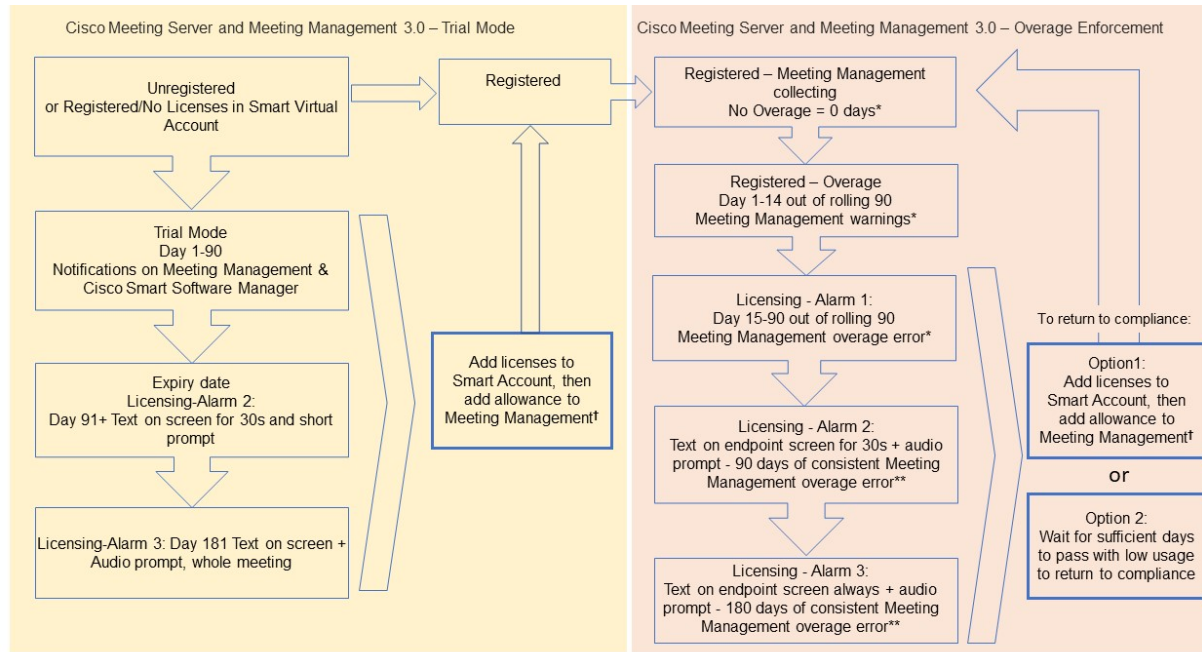 Cisco Meeting Server and Meeting Management 3.0 – Trial Mode
Unregistered
or Registered/No Licenses in Smart Virtual
Account
Registered
Trial Mode
Day 1-90
Notifications on Meeting Management &
Cisco Smart Software Manager
Expiry date
Licensing-Alarm 2:
Day 91+ Text on screen for 30s and short
prompt
Licensing-Alarm 3: Day 181 Text on screen +
Audio prompt, whole meeting
Add licenses to
Smart Account, then
add allowance to
Meeting Management†
Cisco Meeting Server and Meeting Management 3.0 – Overage Enforcement
Registered – Meeting Management
collecting
No Overage = 0 days*
Registered – Overage
Day 1-14 out of rolling 90
Meeting Management warnings*
Licensing - Alarm 1:
Day 15-90 out of rolling 90
Meeting Management overage error*
Licensing - Alarm 2:
Text on endpoint screen for 30s + audio
prompt - 90 days of consistent Meeting
Management overage error**
Licensing - Alarm 3:
Text on endpoint screen always + audio
prompt - 180 days of consistent Meeting
Management overage error**
To return to compliance:
Option1:
Add licenses to
Smart Account, then
add allowance to
Meeting Management†
or
Option 2:
Wait for sufficient days
to pass with low usage
to return to compliance